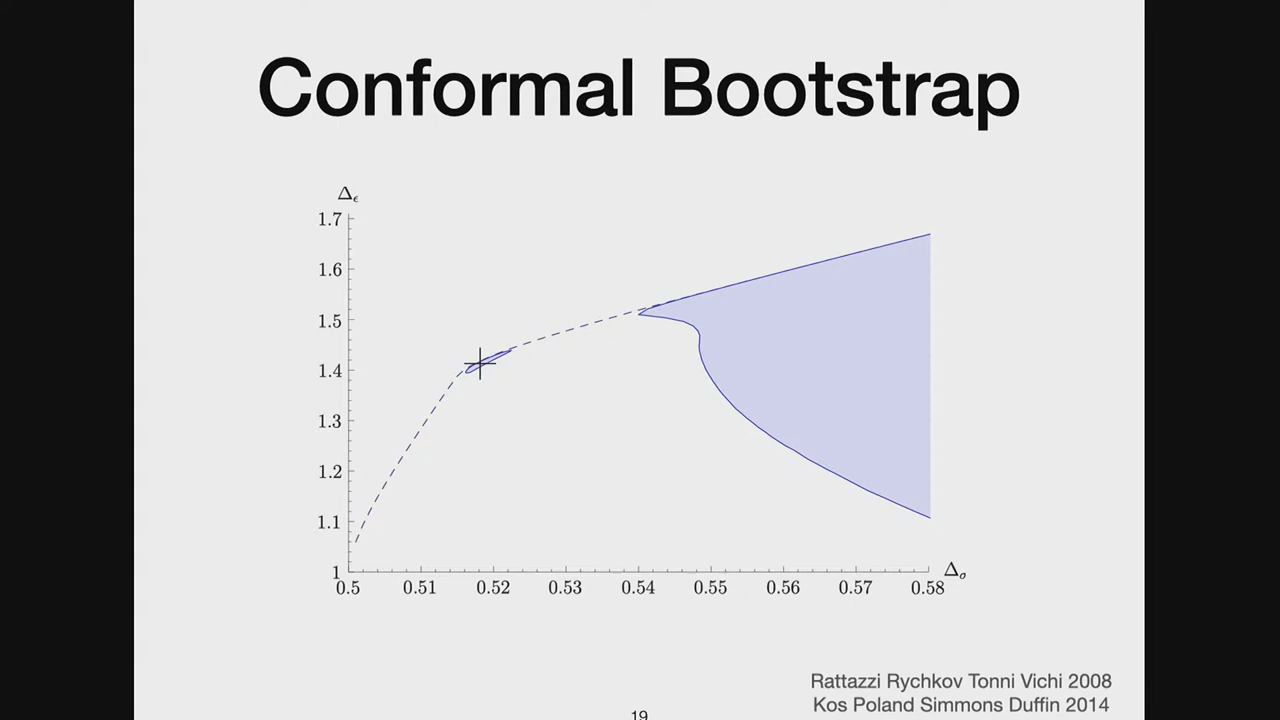 Conformal Bootstrap
Δϵ
1.7
1.6
1.5
1.4
1.3
1.2
1.1
1
0.5 0.51 0.52 0.53 0.54 0.55 0.56 0.57 0.58
Δσ
Rattazzi Rychkov Tonni Vichi 2008
Kos Poland Simmons Duffin 2014
19